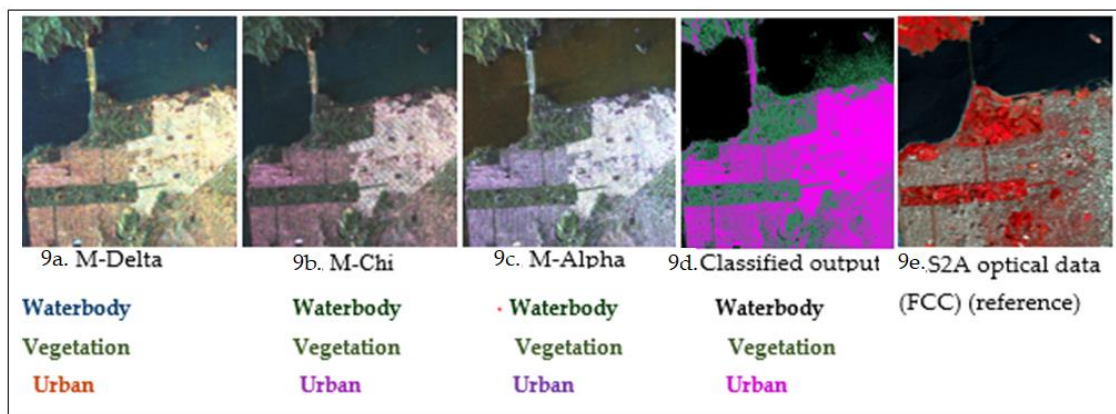 9a. M-Delta
9b. M-Chi
9c. M-Alpha
9d.Classified output
9e.S2A optical data
(FCC) (reference)
Waterbody
Vegetation
Urban
Waterbody
Vegetation
Urban
Waterbody
Vegetation
Urban
Waterbody
Vegetation
Urban